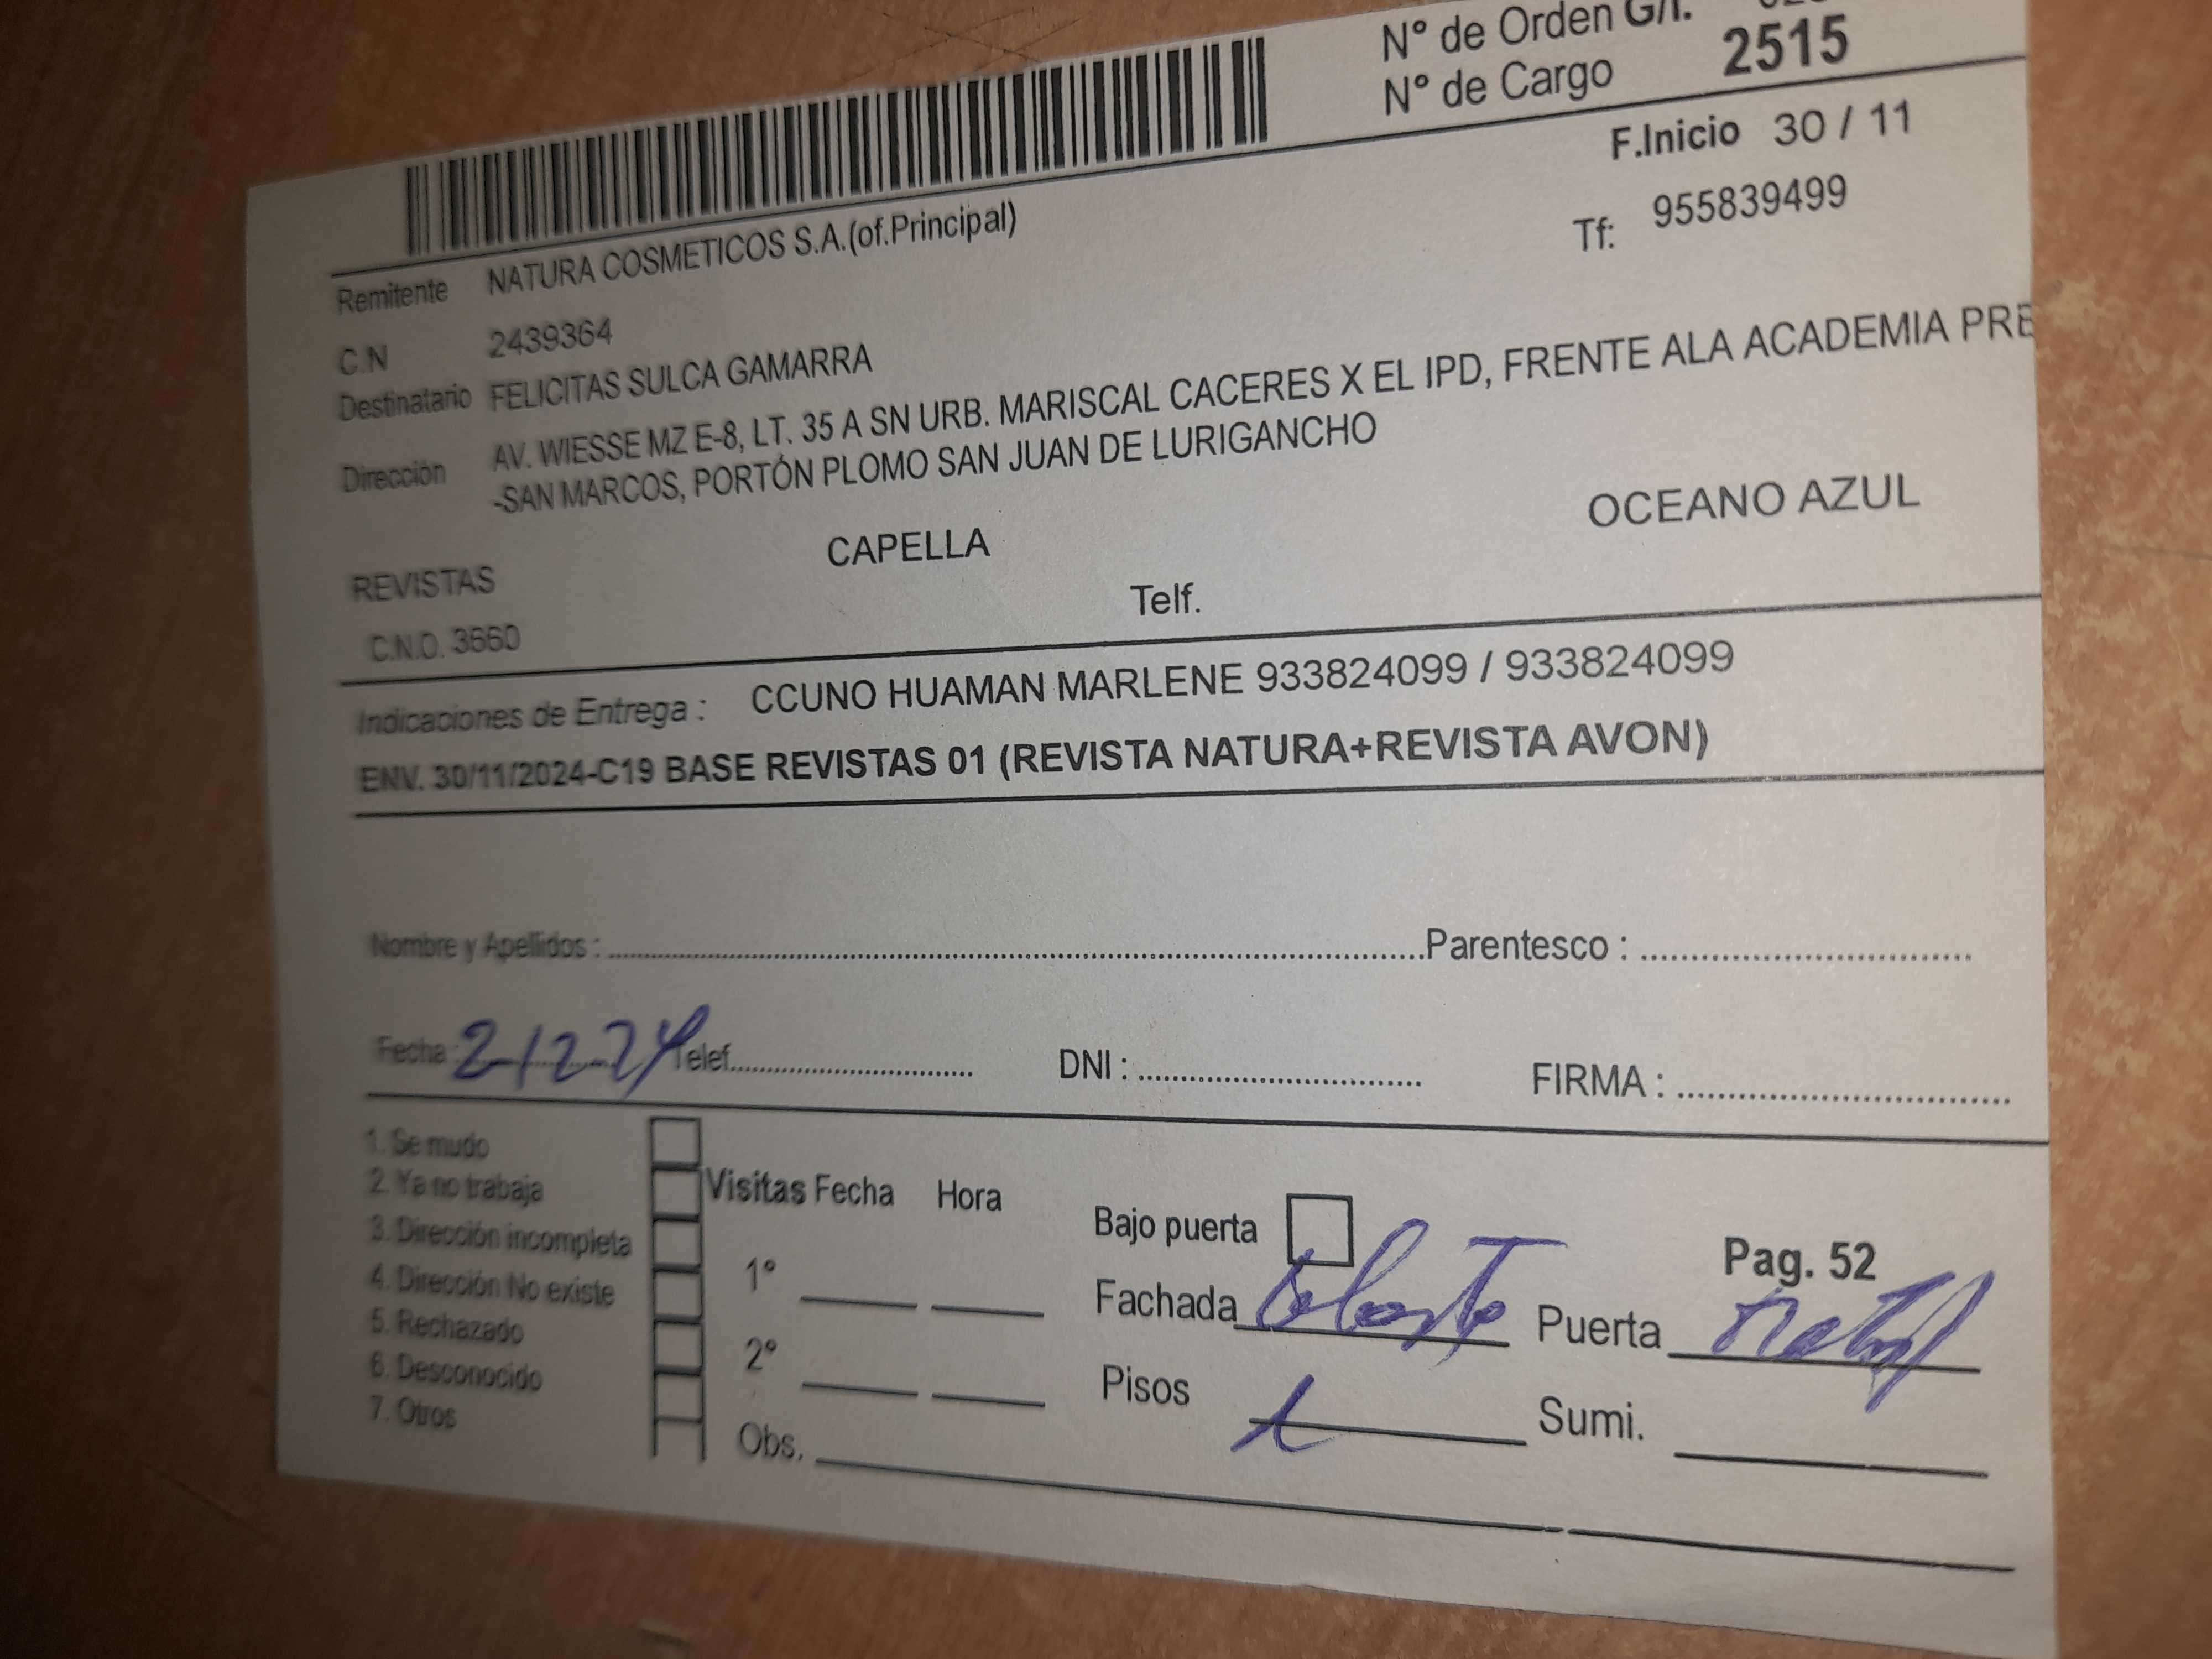 N° de Orden G/I.
N° de Cargo 2515
F.Inicio 30 / 11
Remitente NATURA COSMETICOS S.A.(of.Principal)
Tf: 955839499
C.N 2439364
Destinatario FELICITAS SULCA GAMARRA
Dirección AV. WIESSE MZ E-8, LT. 35 A SN URB. MARISCAL CACERES X EL IPD, FRENTE ALA ACADEMIA PRE
-SAN MARCOS, PORTÓN PLOMO SAN JUAN DE LURIGANCHO
REVISTAS CAPELLA OCEANO AZUL
C.N.O. 3660 Telf.
Indicaciones de Entrega : CCUNO HUAMAN MARLENE 933824099 / 933824099
ENV. 30/11/2024-C19 BASE REVISTAS 01 (REVISTA NATURA+REVISTA AVON)
Nombre y Apellidos : Parentesco :
Fecha : 2-12-24 Telef. DNI : FIRMA :
1. Se mudo
2. Ya no trabaja
3. Dirección incompleta
4. Dirección No existe
5. Rechazado
6. Desconocido
7. Otros
Visitas Fecha Hora
1°
2°
Obs.
Bajo puerta
Pag. 52
Fachada Celeste Puerta Metal
Pisos 1 Sumi.